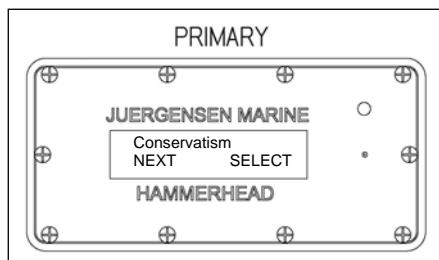 PRIMARY
JUERGENSEN MARINE
Conservatism
NEXT SELECT
HAMMERHEAD